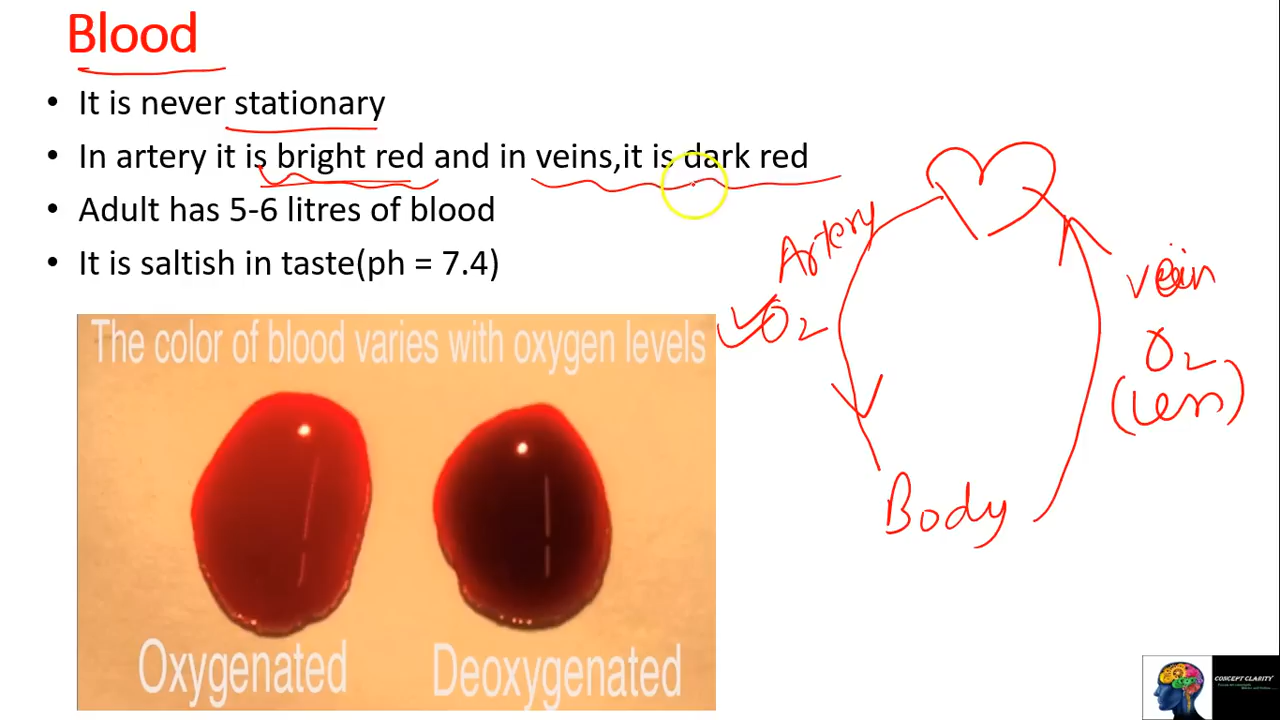 Blood
• It is never stationary
• In artery it is bright red and in veins,it is dark red
• Adult has 5-6 litres of blood
• It is saltish in taste(ph = 7.4)
The color of blood varies with oxygen levels
Oxygenated
Deoxygenated
Artery
O₂
Vein
O₂
(Less)
Body
CONCEPT CLARITY